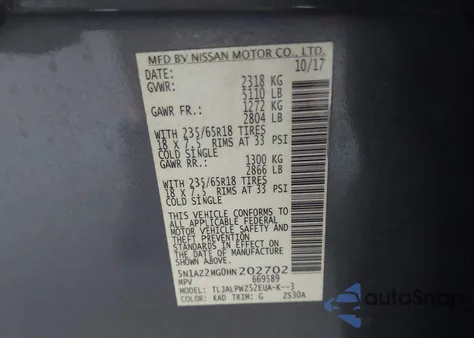 MFD BY NISSAN MOTOR CO., LTD.
DATE: 10/17
GVWR: 2318 KG
5110 LB
GAWR FR.: 1272 KG
2804 LB
WITH 235/65R18 TIRES
18 X 7.5 RIMS AT 33 PSI
COLD SINGLE
GAWR RR.: 1300 KG
2866 LB
WITH 235/65R18 TIRES
18 X 7.5 RIMS AT 33 PSI
COLD SINGLE
THIS VEHICLE CONFORMS TO
ALL APPLICABLE FEDERAL
MOTOR VEHICLE SAFETY AND
THEFT PREVENTION
STANDARDS IN EFFECT ON
THE DATE OF MANUFACTURE
SHOWN ABOVE.
5N1AZ2MG0HN202702
MPV 669589
MODEL: TLJALPWZ52EUA-K--3
COLOR: KAD TRIM: G ZS30A
AutoSnap